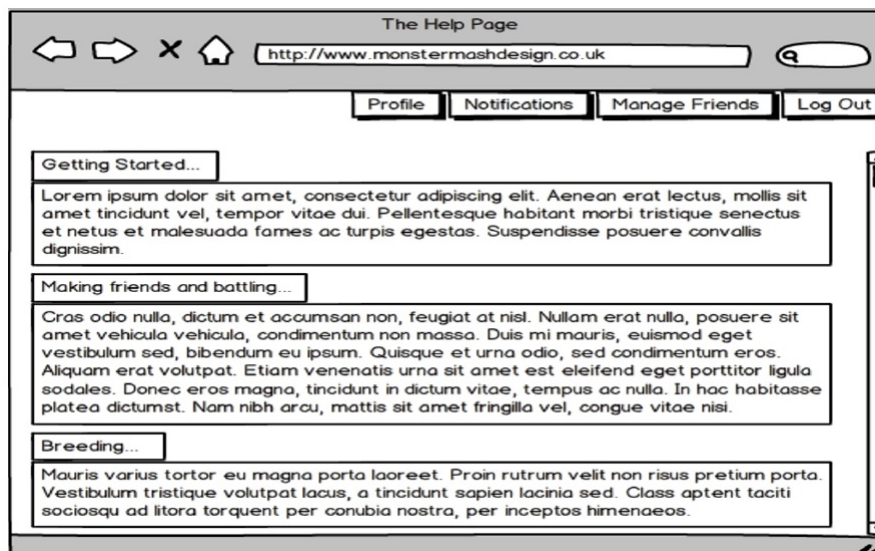 The Help Page
http://www.monstermashdesign.co.uk
Profile Notifications Manage Friends Log Out
Getting Started...
Lorem ipsum dolor sit amet, consectetur adipiscing elit. Aenean erat lectus, mollis sit
amet tincidunt vel, tempor vitae dui. Pellentesque habitant morbi tristique senectus
et netus et malesuada fames ac turpis egestas. Suspendisse posuere convallis
dignissim.
Making friends and battling...
Cras odio nulla, dictum et accumsan non, feugiat at nisl. Nullam erat nulla, posuere sit
amet vehicula vehicula, condimentum non massa. Duis mi mauris, euismod eget
vestibulum sed, bibendum eu ipsum. Quisque et urna odio, sed condimentum eros.
Aliquam erat volutpat. Etiam venenatis urna sit amet est eleifend eget porttitor ligula
sodales. Donec eros magna, tincidunt in dictum vitae, tempus ac nulla. In hac habitasse
platea dictumst. Nam nibh arcu, mattis sit amet fringilla vel, congue vitae nisi.
Breeding...
Mauris varius tortor eu magna porta laoreet. Proin rutrum velit non risus pretium porta.
Vestibulum tristique volutpat lacus, a tincidunt sapien lacinia sed. Class aptent taciti
sociosqu ad litora torquent per conubia nostra, per inceptos himenaeos.